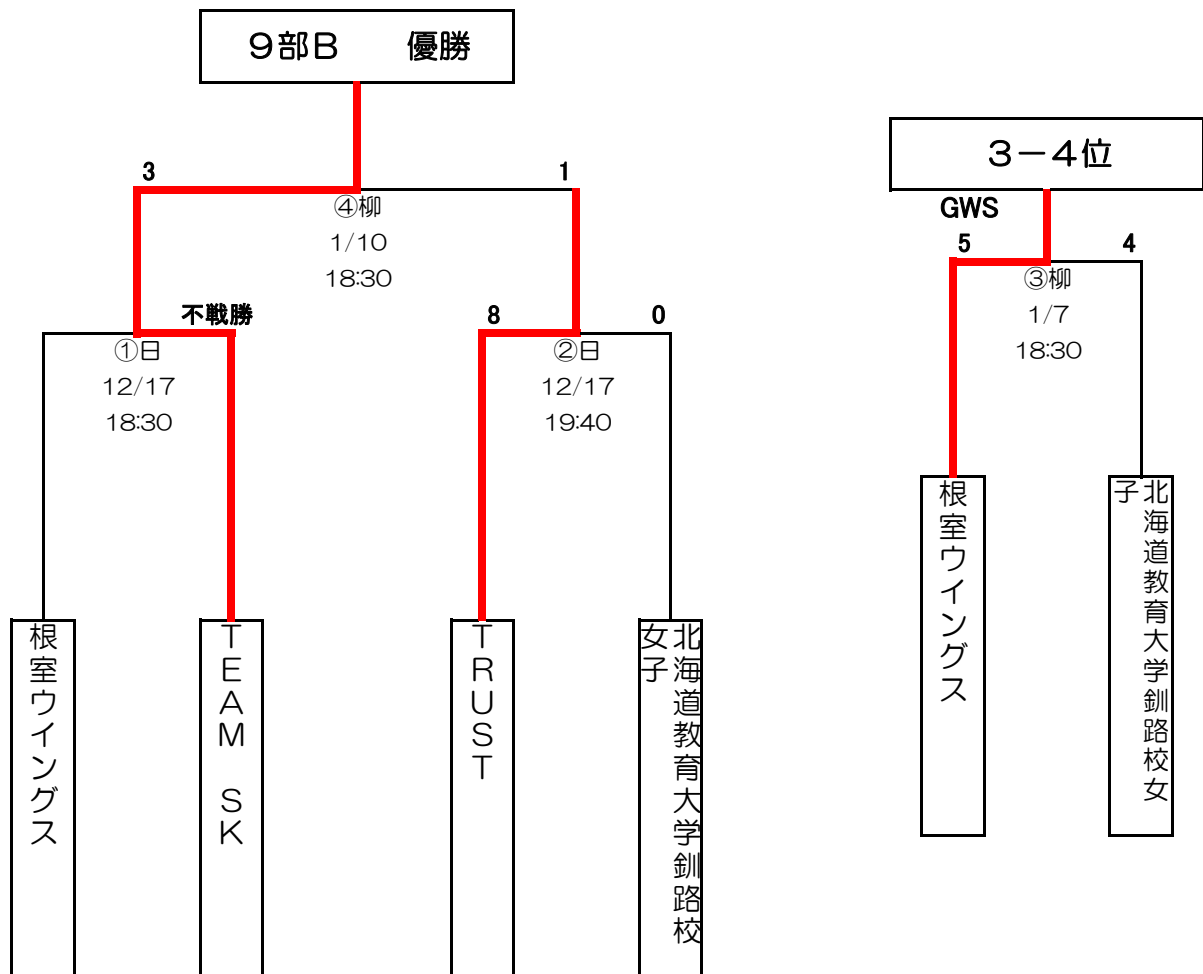 9部B　　優勝
3
1
④柳
1/10
18:30
不戦勝
8
0
①日
12/17
18:30
②日
12/17
19:40
根室ウイングス
TEAM　SK
TRUST
北海道教育大学釧路校
女子
3－4位
GWS
5
4
③柳
1/7
18:30
根室ウイングス
北海道教育大学釧路校女
子